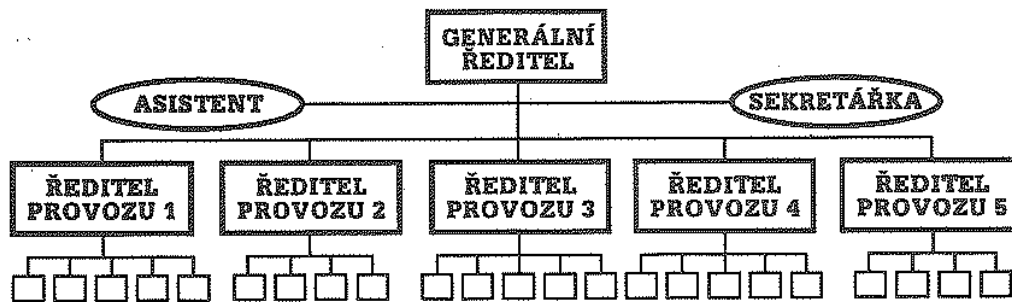 GENERÁLNÍ
ŘEDITEL
ASISTENT
SEKRETÁŘKA
ŘEDITEL
PROVOZU 1
ŘEDITEL
PROVOZU 2
ŘEDITEL
PROVOZU 3
ŘEDITEL
PROVOZU 4
ŘEDITEL
PROVOZU 5